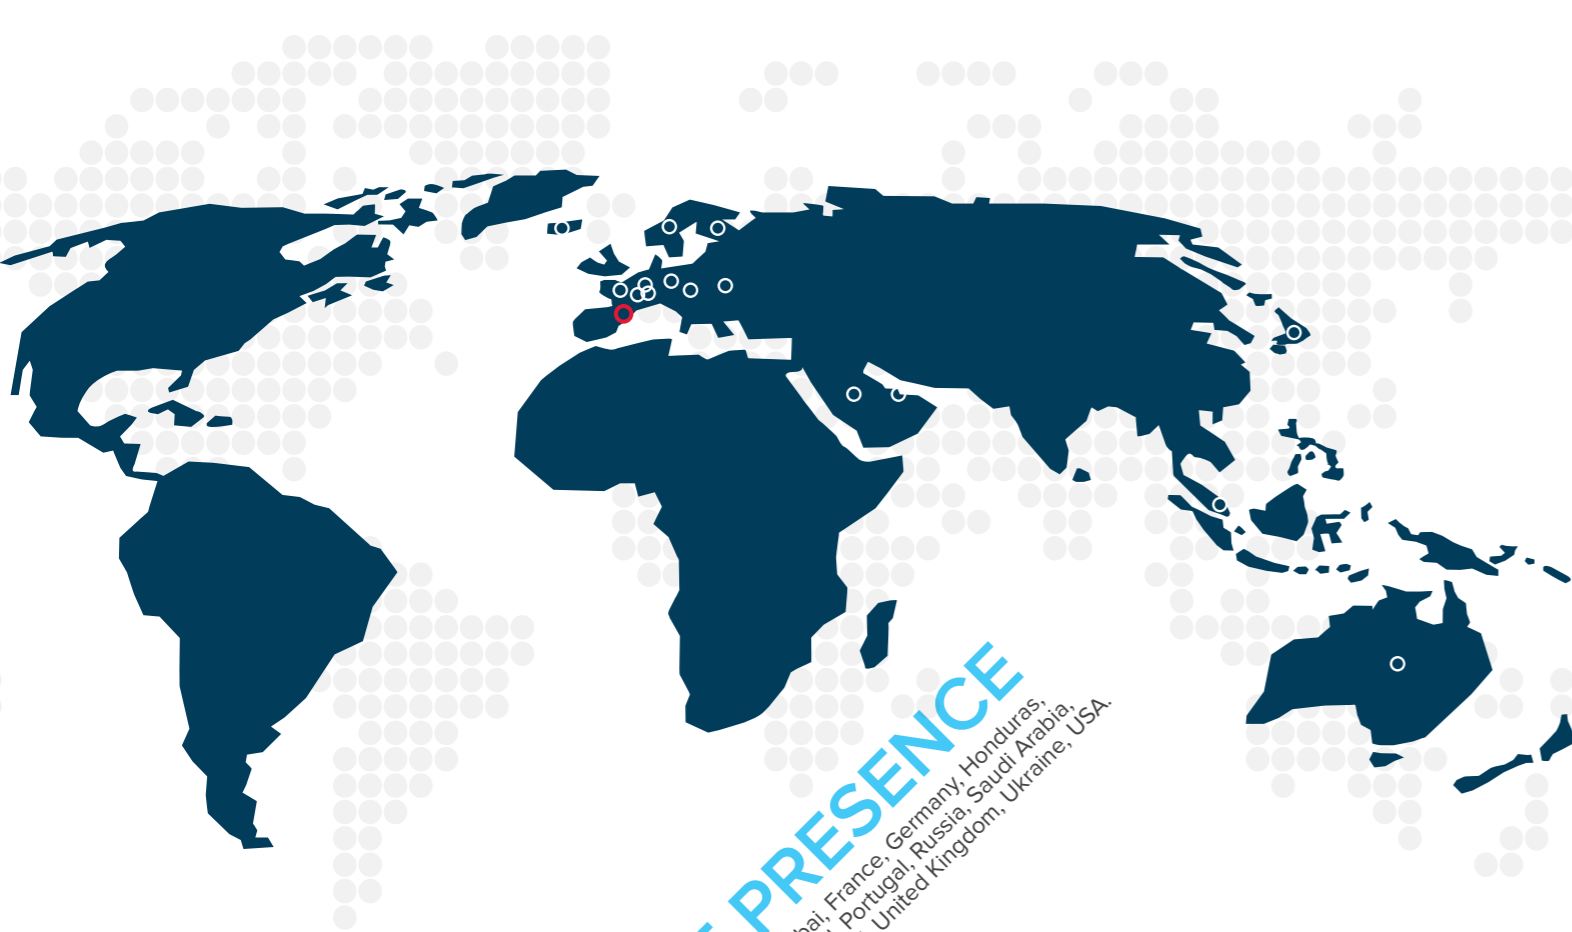 PRESENCE
France, Germany, Honduras,
Portugal, Russia, Saudi Arabia,
United Kingdom, Ukraine, USA.